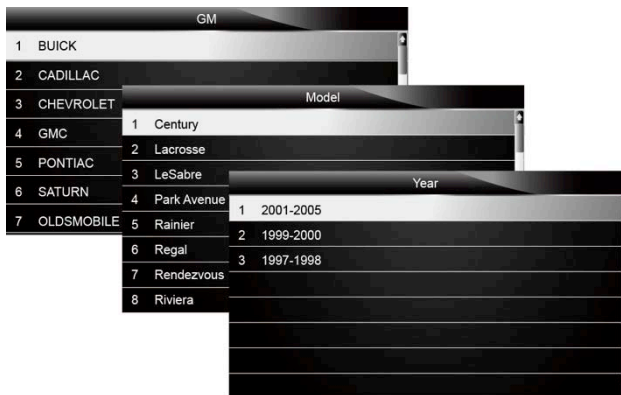 GM
1 BUICK
2 CADILLAC
3 CHEVROLET
4 GMC
5 PONTIAC
6 SATURN
7 OLDSMOBILE
Model
1 Century
2 Lacrosse
3 LeSabre
4 Park Avenue
5 Rainier
6 Regal
7 Rendezvous
8 Riviera
Year
1 2001-2005
2 1999-2000
3 1997-1998